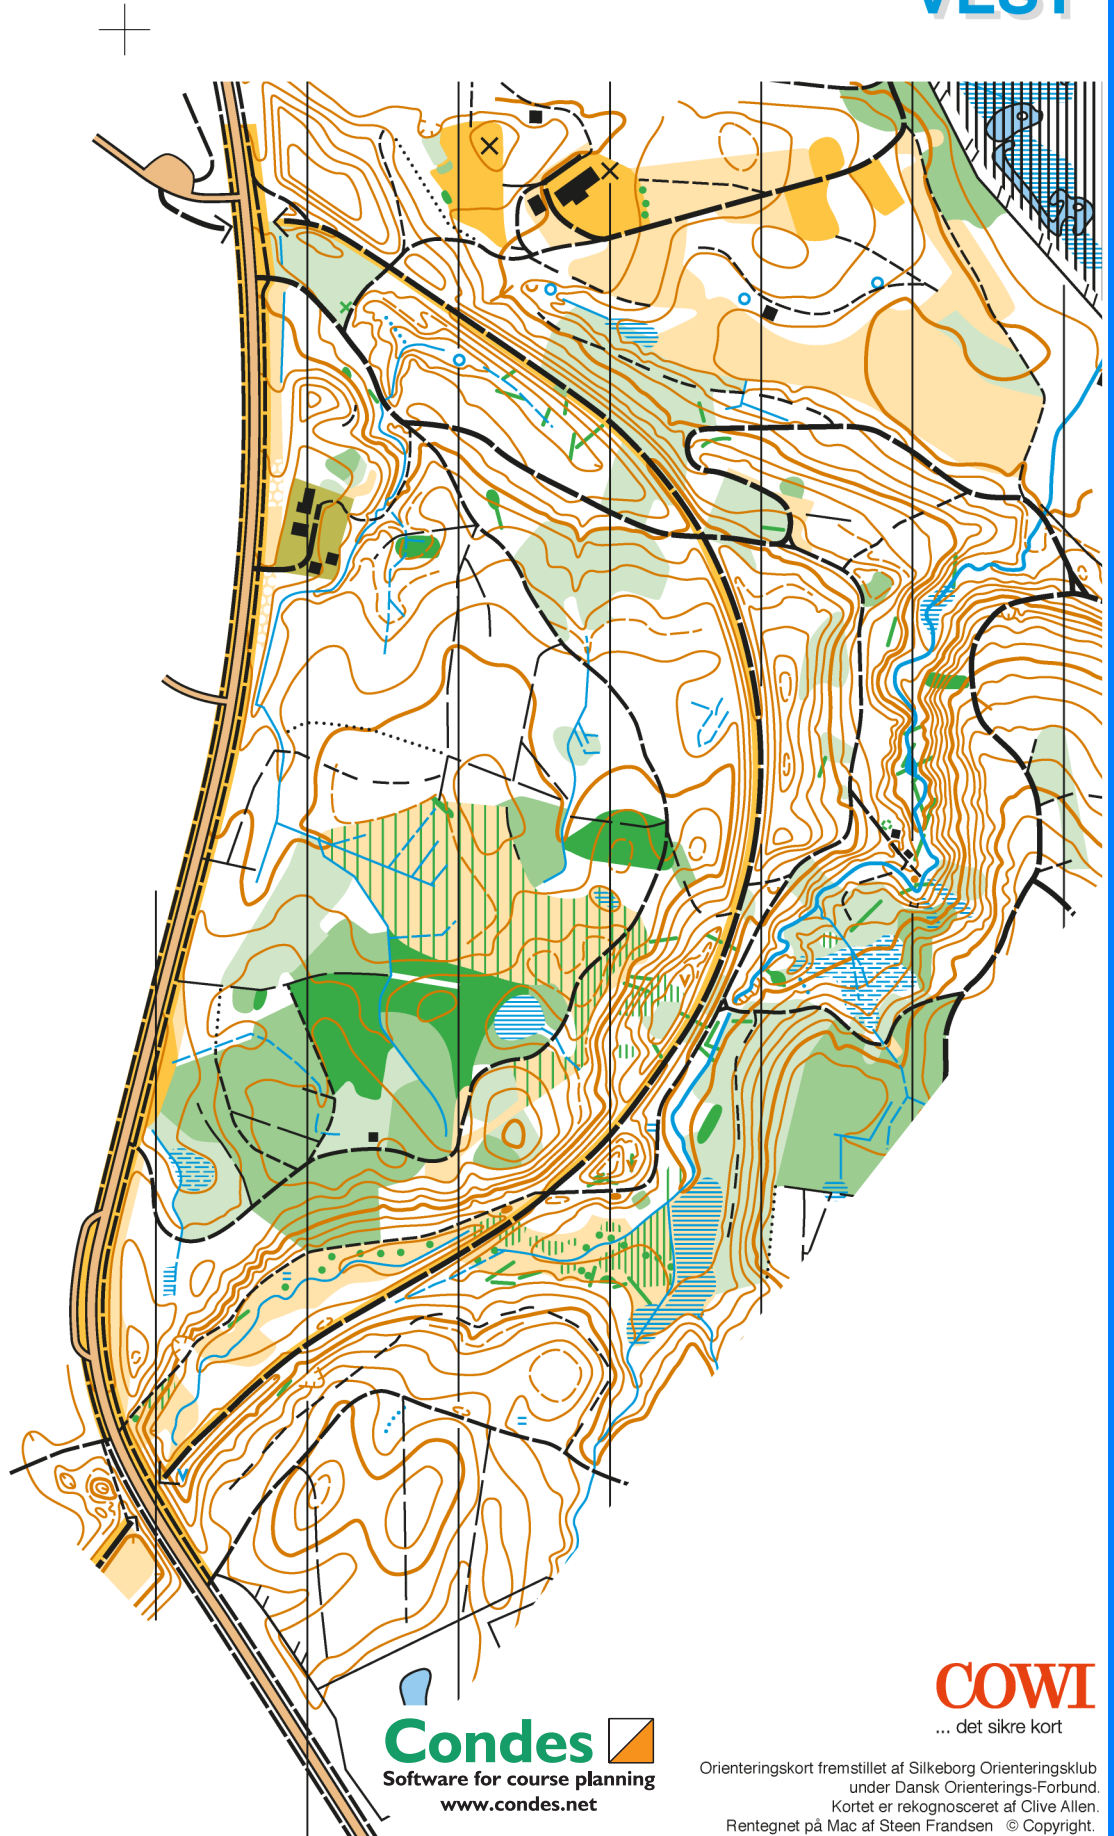 VEST
COWI
... det sikre kort
Condes
Software for course planning
www.condes.net
Orienteringskort fremstillet af Silkeborg Orienteringsklub
under Dansk Orienterings-Forbund.
Kortet er rekognosceret af Clive Allen.
Rentegnet på Mac af Steen Frandsen © Copyright.